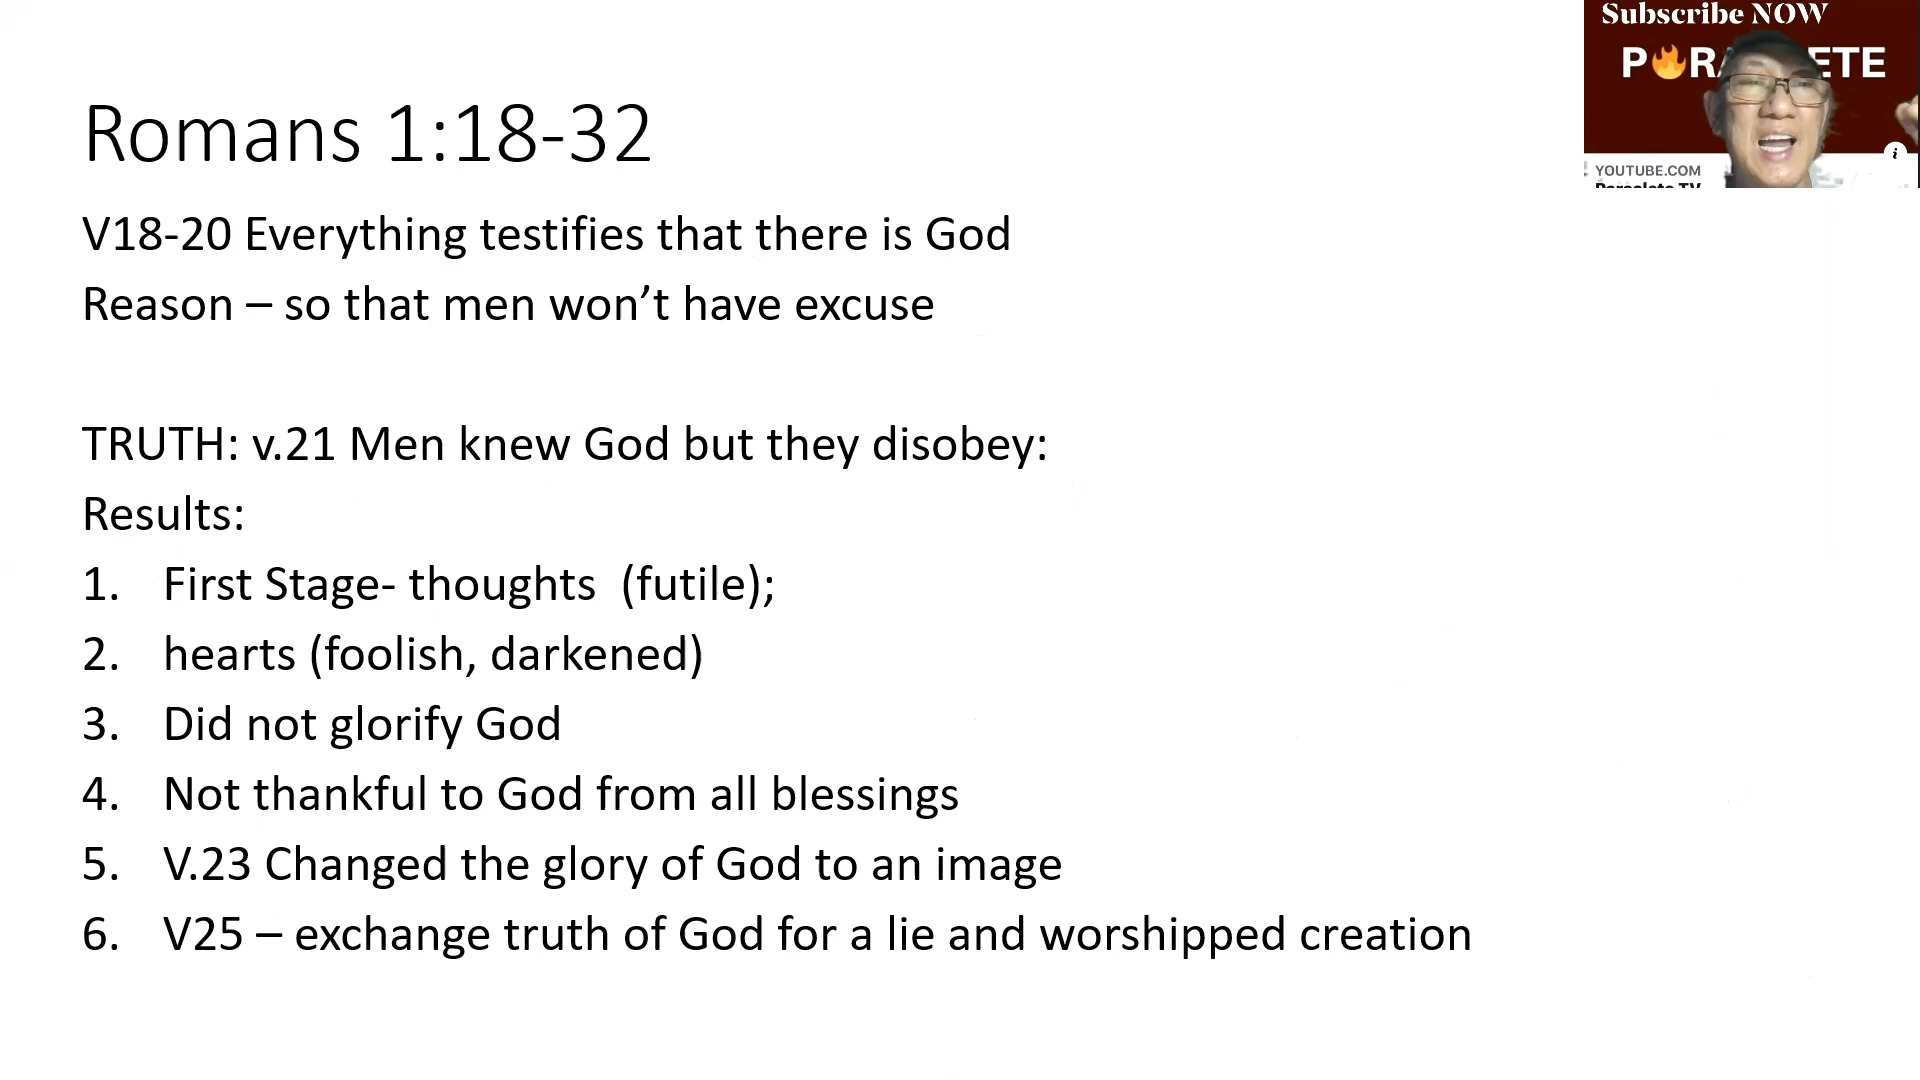 Subscribe NOW
YOUTUBE.COM
Romans 1:18-32
V18-20 Everything testifies that there is God
Reason – so that men won’t have excuse
TRUTH: v.21 Men knew God but they disobey:
Results:
1. First Stage- thoughts (futile);
2. hearts (foolish, darkened)
3. Did not glorify God
4. Not thankful to God from all blessings
5. V.23 Changed the glory of God to an image
6. V25 – exchange truth of God for a lie and worshipped creation